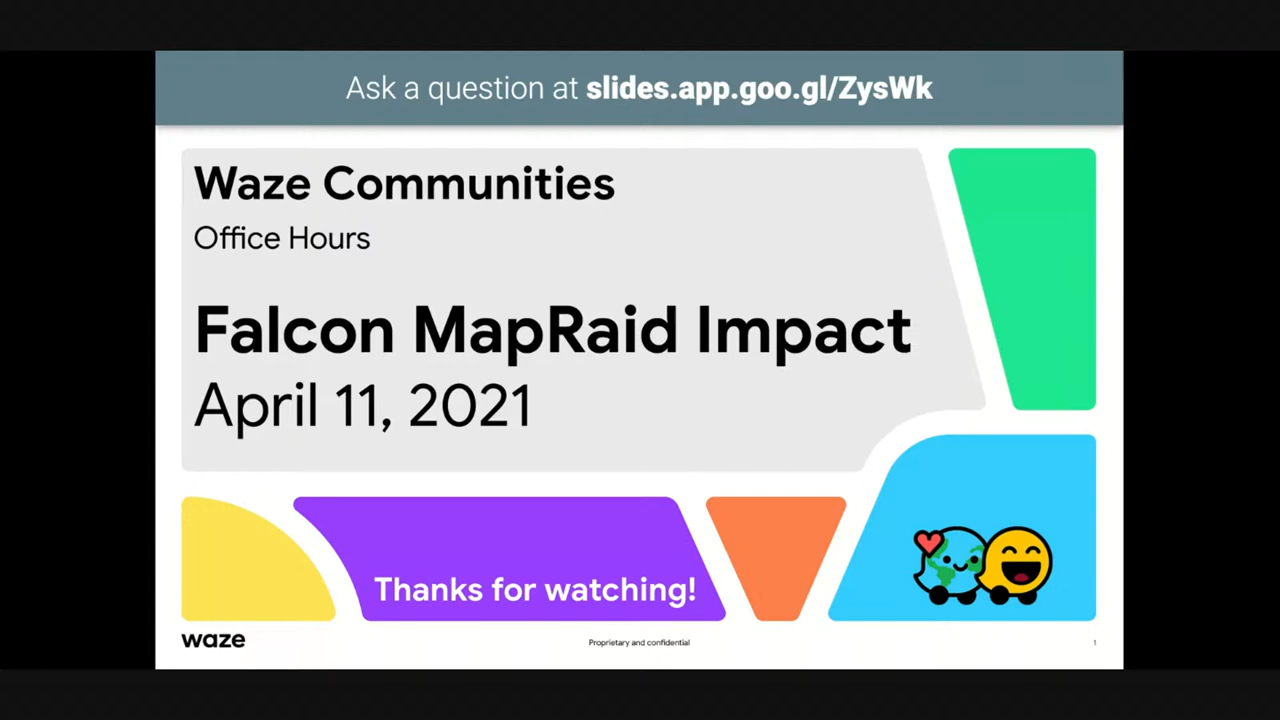 Ask a question at slides.app.goo.gl/ZysWk
Waze Communities
Office Hours
Falcon MapRaid Impact
April 11, 2021
Thanks for watching!
waze
Proprietary and confidential
1